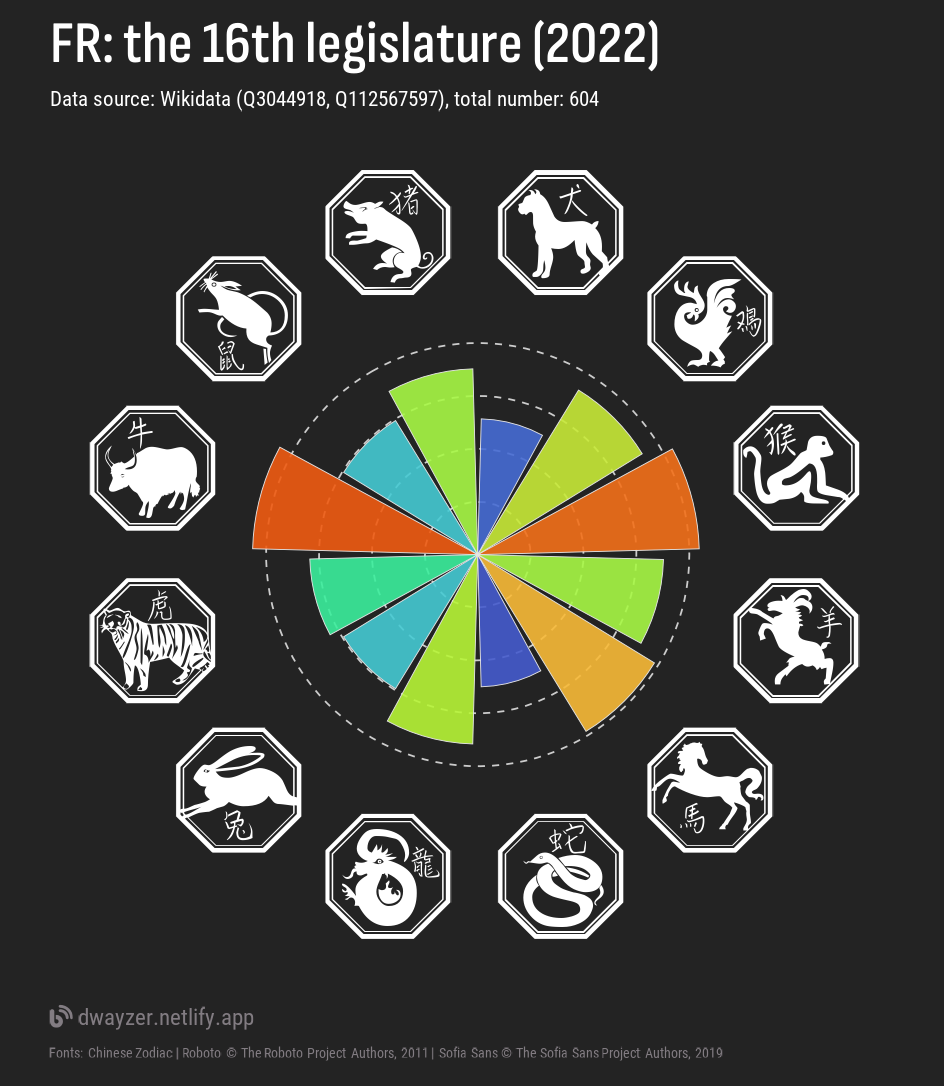 FR: the 16th legislature (2022)
Data source: Wikidata (Q3044918, Q112567597), total number: 604
猪
犬
鼠
鸡
牛
猴
虎
羊
兔
馬
龍
蛇
dwayzer.netlify.app
Fonts: Chinese Zodiac | Roboto © The Roboto Project Authors, 2011 | Sofia Sans © The Sofia Sans Project Authors, 2019